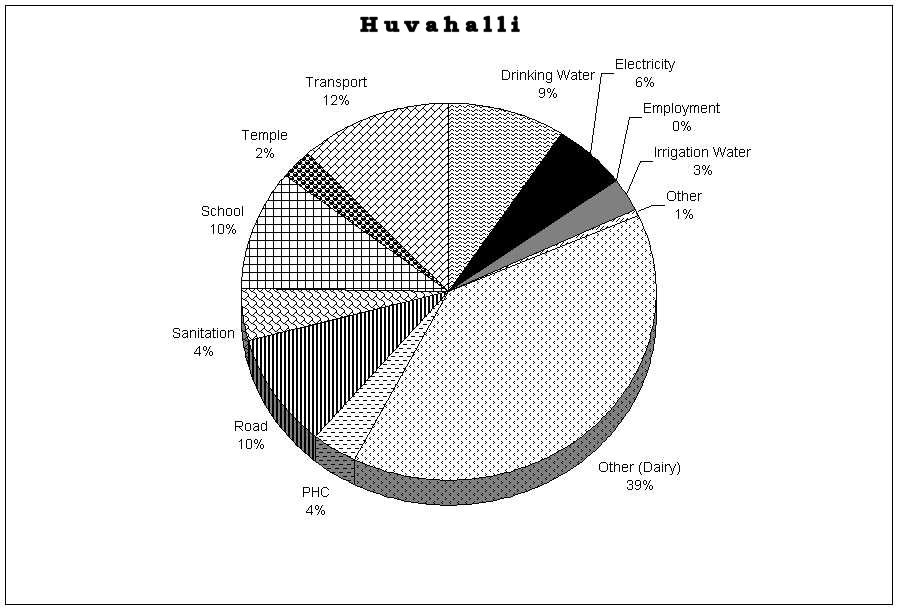 Huvahalli
Drinking Water
9%
Electricity
6%
Employment
0%
Irrigation Water
3%
Other
1%
Other (Dairy)
39%
PHC
4%
Road
10%
Sanitation
4%
School
10%
Temple
2%
Transport
12%